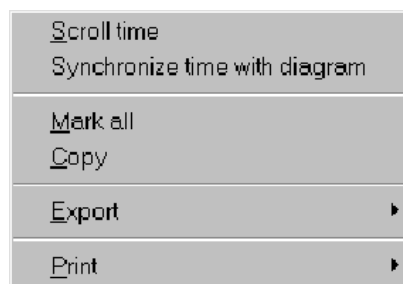 Scroll time
Synchronize time with diagram
Mark all
Copy
Export
Print